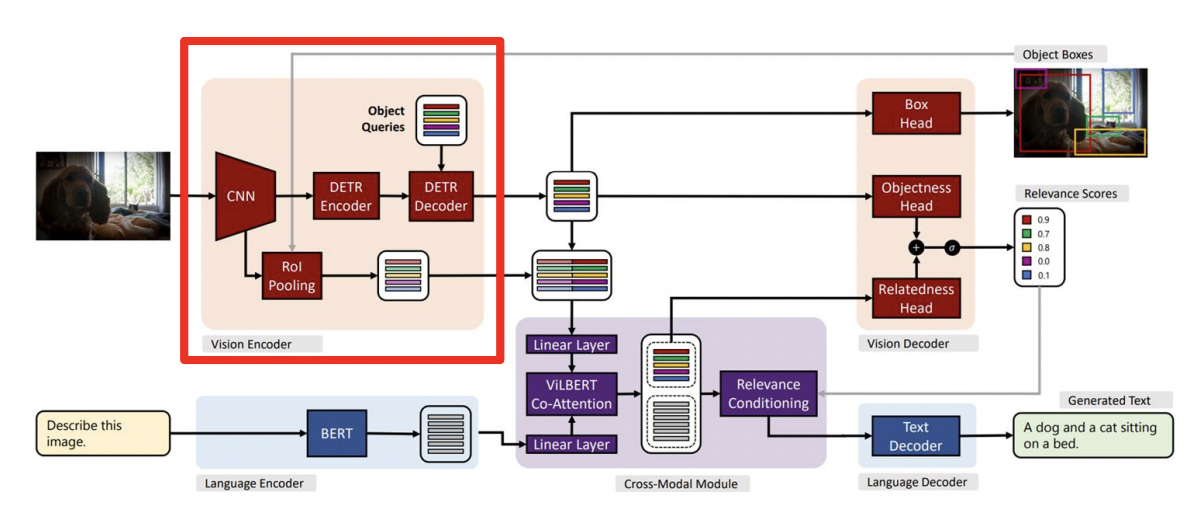 Object Boxes
Object
Queries
Box
Head
CNN
DETR
Encoder
DETR
Decoder
Objectness
Head
Relevance Scores
0.9
0.7
0.8
0.0
0.1
+
σ
RoI
Pooling
Relatedness
Head
Vision Encoder
Linear Layer
Vision Decoder
ViLBERT
Co-Attention
Relevance
Conditioning
Generated Text
Describe this
image.
BERT
Linear Layer
Text
Decoder
A dog and a cat sitting
on a bed.
Language Encoder
Cross-Modal Module
Language Decoder